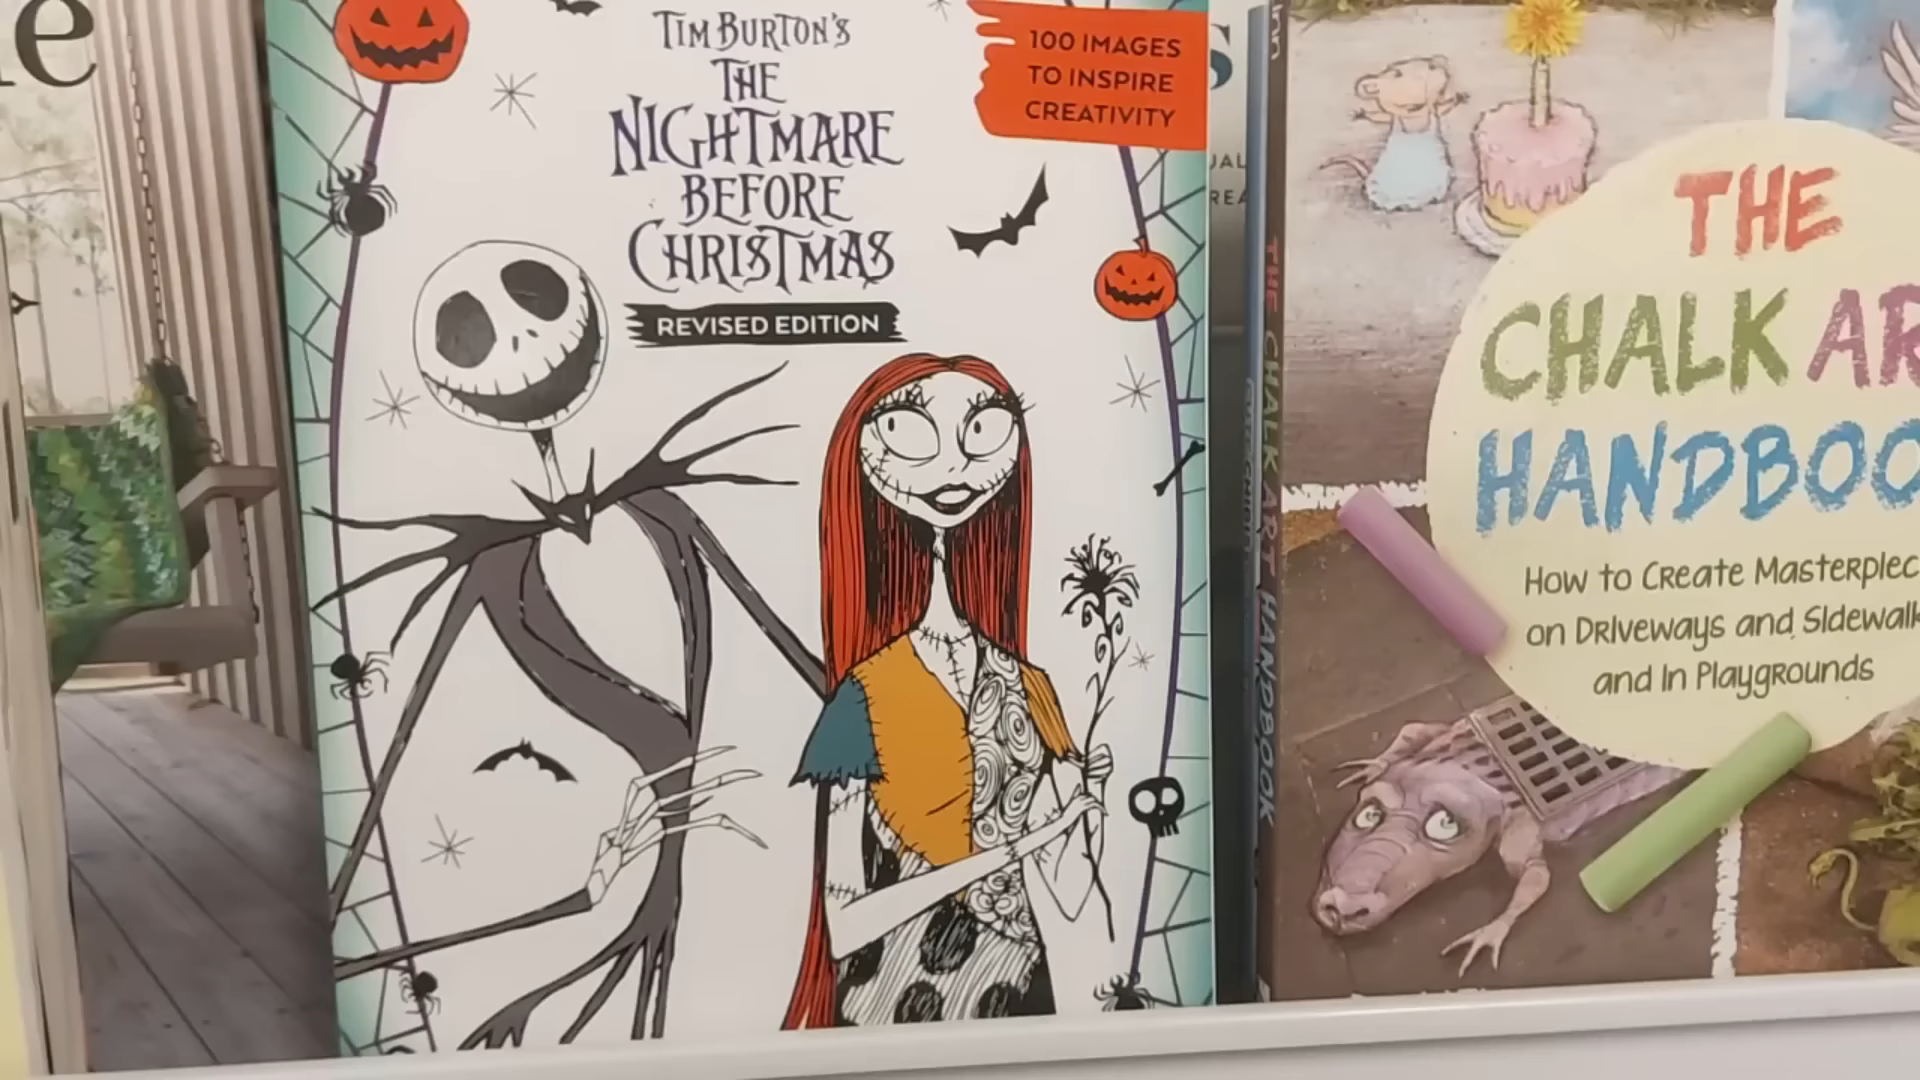 e
TIM BURTON'S
THE
NIGHTMARE
BEFORE
CHRISTMAS
REVISED EDITION
100 IMAGES
TO INSPIRE
CREATIVITY
THE CHALK ART HANDBOOK
THE
CHALK AR
HANDBOO
HOW TO CREATE MASTERPIEC
ON DRIVEWAYS AND SIDEWALK
AND IN PLAYGROUNDS